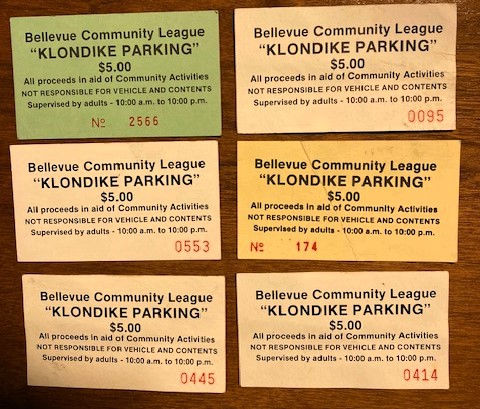 Bellevue Community League
"KLONDIKE PARKING"
$5.00
All proceeds in aid of Community Activities
NOT RESPONSIBLE FOR VEHICLE AND CONTENTS
Supervised by adults - 10:00 a.m. to 10:00 p.m.
Nº 2566
Bellevue Community League
"KLONDIKE PARKING"
$5.00
All proceeds in aid of Community Activities
NOT RESPONSIBLE FOR VEHICLE AND CONTENTS
Supervised by adults - 10:00 a.m. to 10:00 p.m.
0095
Bellevue Community League
"KLONDIKE PARKING"
$5.00
All proceeds in aid of Community Activities
NOT RESPONSIBLE FOR VEHICLE AND CONTENTS
Supervised by adults - 10:00 a.m. to 10:00 p.m.
0553
Bellevue Community League
"KLONDIKE PARKING"
$5.00
All proceeds in aid of Community Activities
NOT RESPONSIBLE FOR VEHICLE AND CONTENTS
Supervised by adults - 10:00 a.m. to 10:00 p.m.
Nº 174
Bellevue Community League
"KLONDIKE PARKING"
$5.00
All proceeds in aid of Community Activities
NOT RESPONSIBLE FOR VEHICLE AND CONTENTS
Supervised by adults - 10:00 a.m. to 10:00 p.m.
0445
Bellevue Community League
"KLONDIKE PARKING"
$5.00
All proceeds in aid of Community Activities
NOT RESPONSIBLE FOR VEHICLE AND CONTENTS
Supervised by adults - 10:00 a.m. to 10:00 p.m.
0414